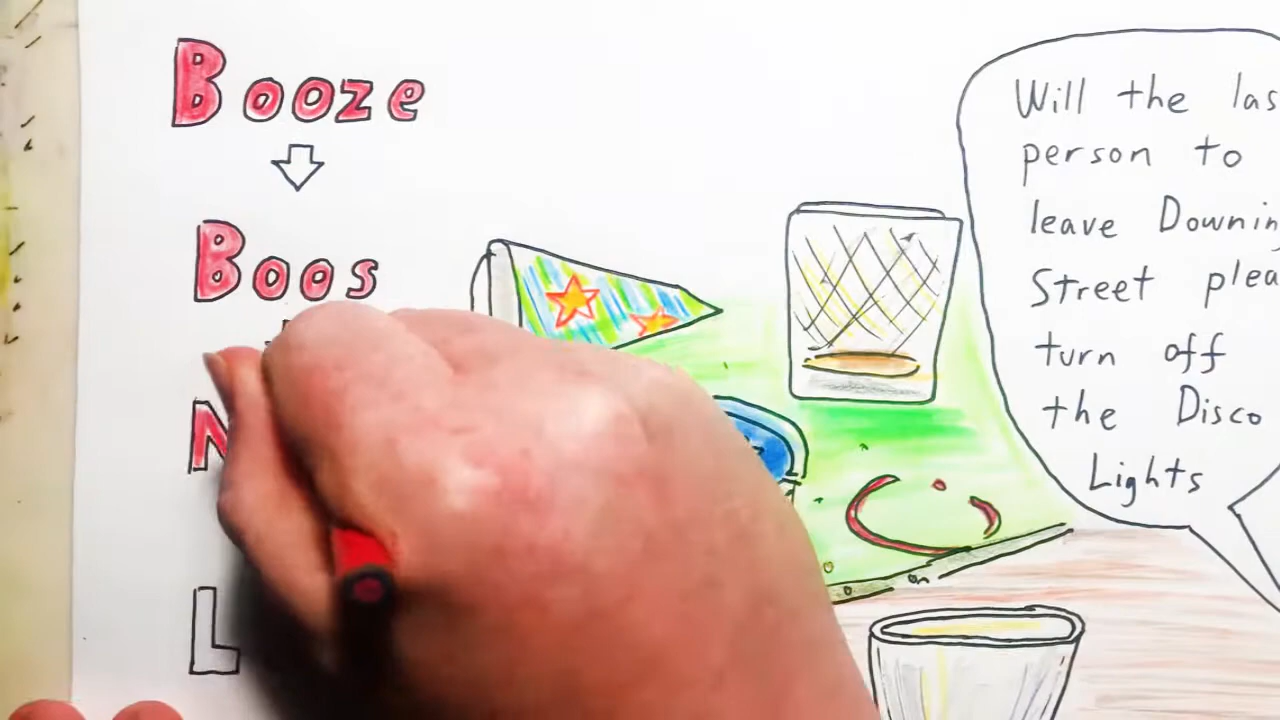 Booze
Boos
N
L
Will the las
person to
leave Downin
Street plea
turn off
the Disco
Lights